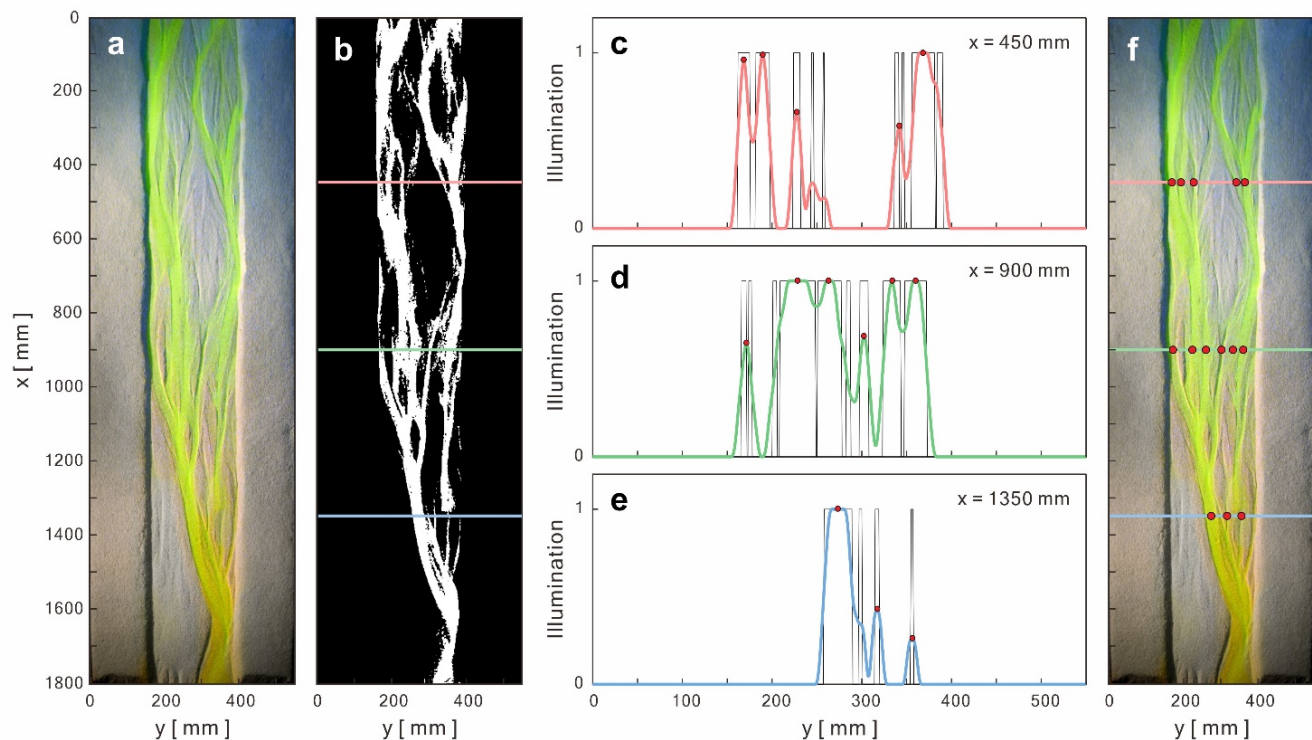 a
b
c
x = 450 mm
f
d
x = 900 mm
e
x = 1350 mm
0
200
400
600
800
1000
1200
1400
1600
1800
x [ mm ]
0 200 400
y [ mm ]
0 200 400
y [ mm ]
1
0
Illumination
1
0
Illumination
1
0
Illumination
0 100 200 300 400 500
y [ mm ]
0 200 400
y [ mm ]